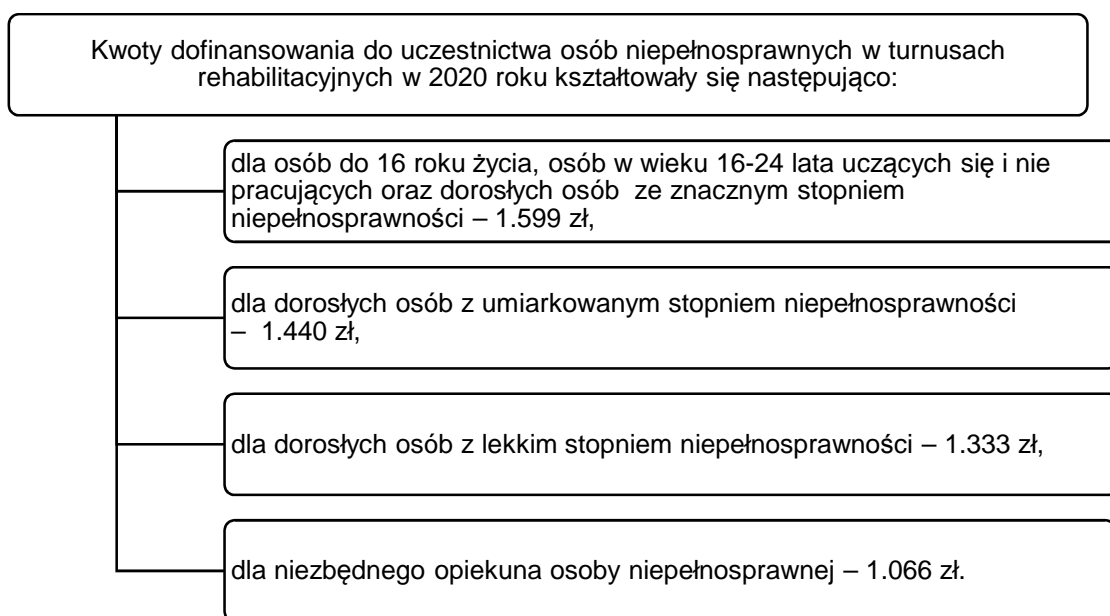 Kwoty dofinansowania do uczestnictwa osób niepełnosprawnych w turnusach
rehabilitacyjnych w 2020 roku kształtowały się następująco:
dla osób do 16 roku życia, osób w wieku 16-24 lata uczących się i nie
pracujących oraz dorosłych osób ze znacznym stopniem
niepełnosprawności – 1.599 zł,
dla dorosłych osób z umiarkowanym stopniem niepełnosprawności
– 1.440 zł,
dla dorosłych osób z lekkim stopniem niepełnosprawności – 1.333 zł,
dla niezbędnego opiekuna osoby niepełnosprawnej – 1.066 zł.